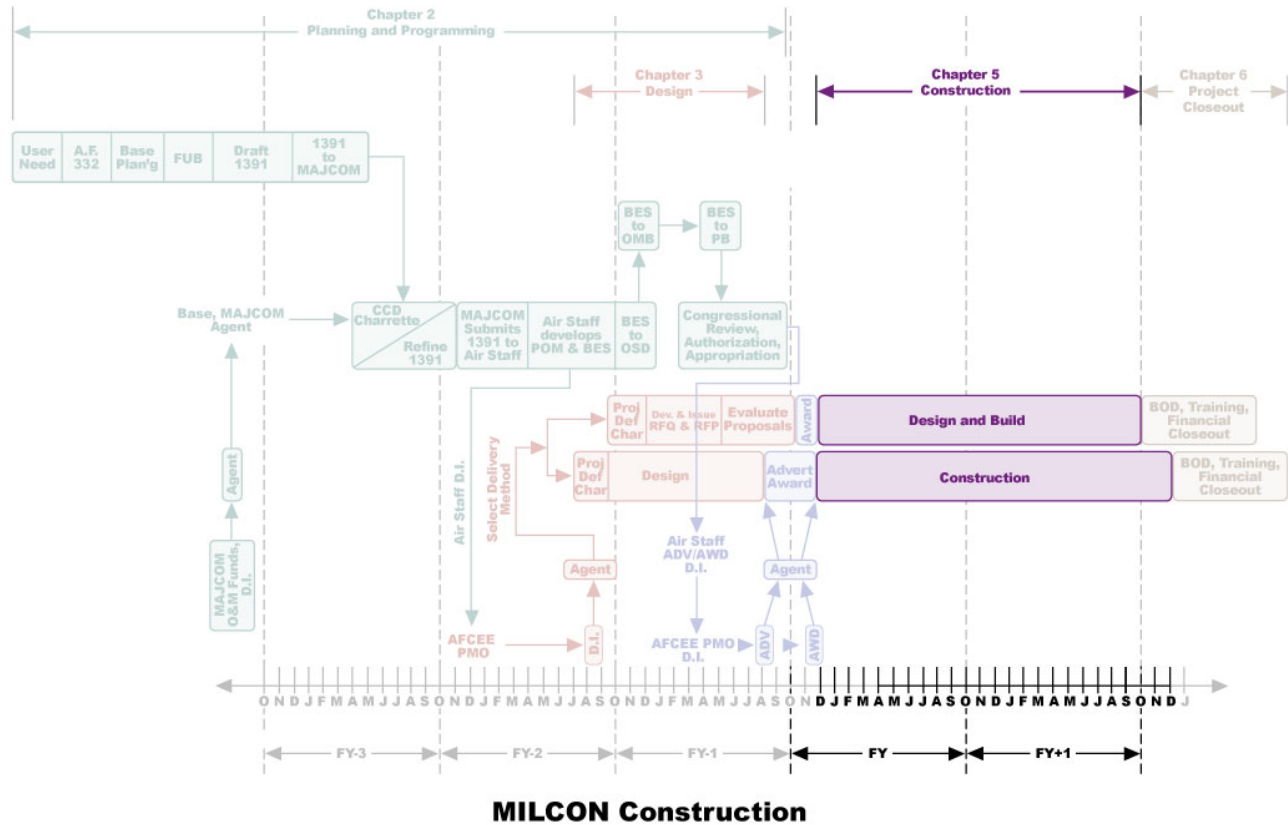 Chapter 2
Planning and Programming
Chapter 3
Design
Chapter 5
Construction
Chapter 6
Project
Closeout
User
Need
A.F.
332
Base
Plan'g
FUB
Draft
1391
1391
to
MAJCOM
BES
to
OMB
BES
to
PB
Base, MAJCOM
Agent
CCD
Charrette
Refine
1391
MAJCOM
Submits
1391 to
Air Staff
Air Staff
develops
POM & BES
BES
to
OSD
Congressional
Review,
Authorization,
Appropriation
Proj
Def
Char
Dev. & Issue
RFQ & RFP
Evaluate
Proposals
Award
Design and Build
BOD, Training,
Financial
Closeout
Proj
Def
Char
Design
Advert
Award
Construction
BOD, Training,
Financial
Closeout
Agent
MAJCOM
O&M Funds,
D.I.
Air Staff D.I.
Select Delivery
Method
Agent
D.I.
AFCEE
PMO
Air Staff
ADV/AWD
D.I.
Agent
AFCEE PMO
D.I.
ADV
AWD
O N D J F M A M J J A S O N D J F M A M J J A S O N D J F M A M J J A S O N D J F M A M J J A S O N D J F M A M J J A S O N D J
FY-3
FY-2
FY-1
FY
FY+1
MILCON Construction